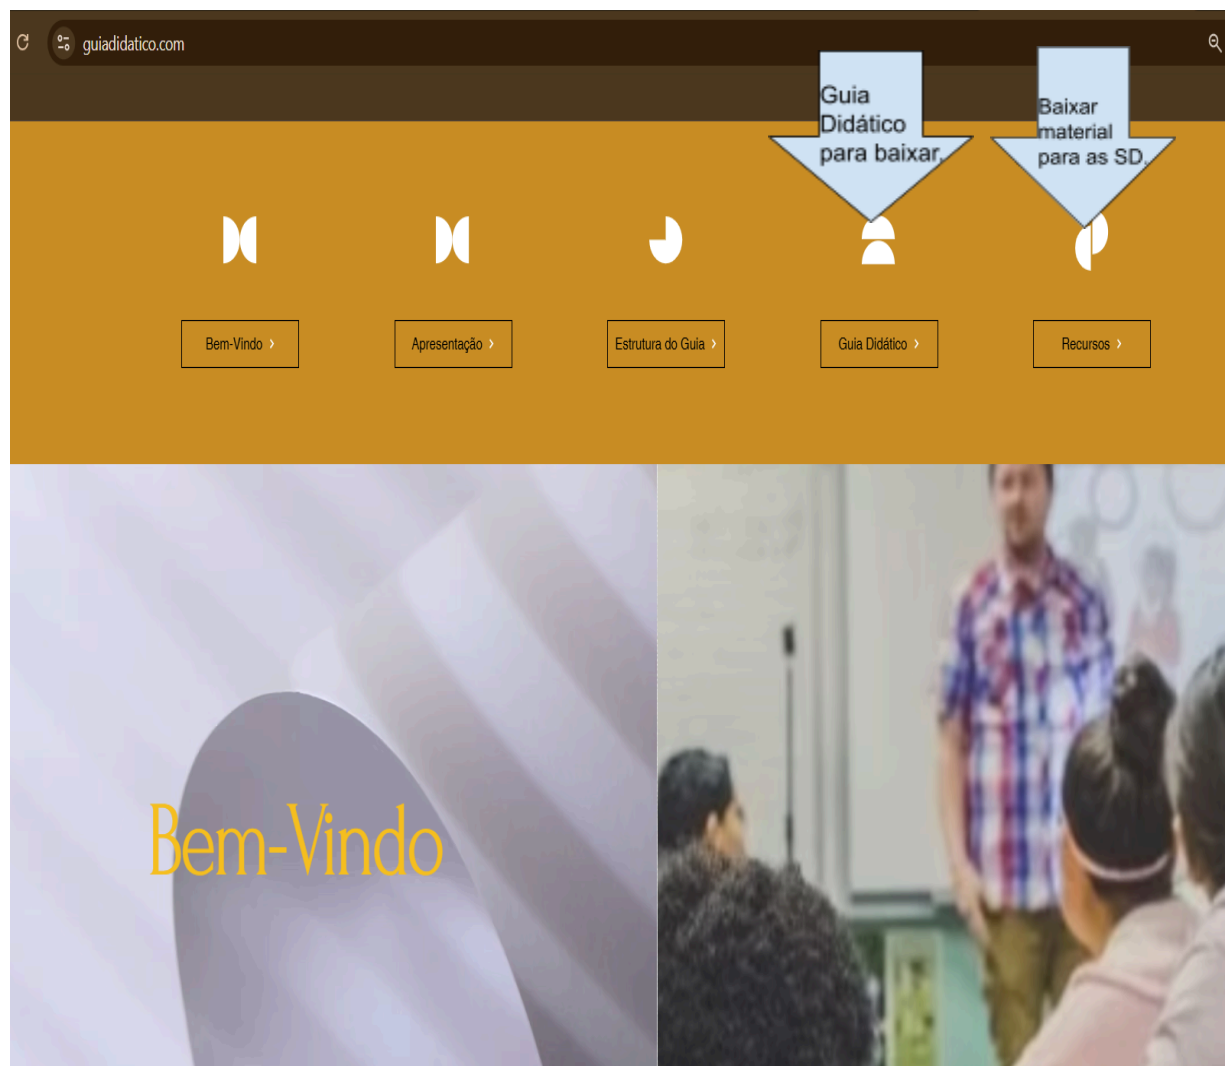 guiadidatico.com
Guia
Didático
para baixar.
Baixar
material
para as SD.
Bem-Vindo
Apresentação
Estrutura do Guia
Guia Didático
Recursos
Bem-Vindo